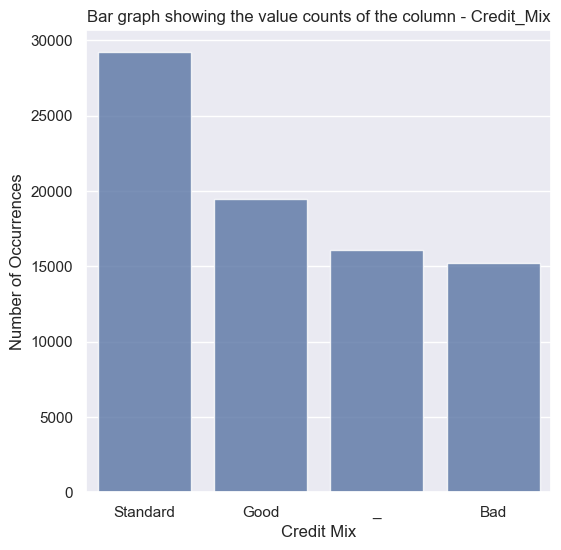 Bar graph showing the value counts of the column - Credit_Mix
30000
25000
20000
15000
10000
5000
0
Number of Occurrences
Standard Good _ Bad
Credit Mix